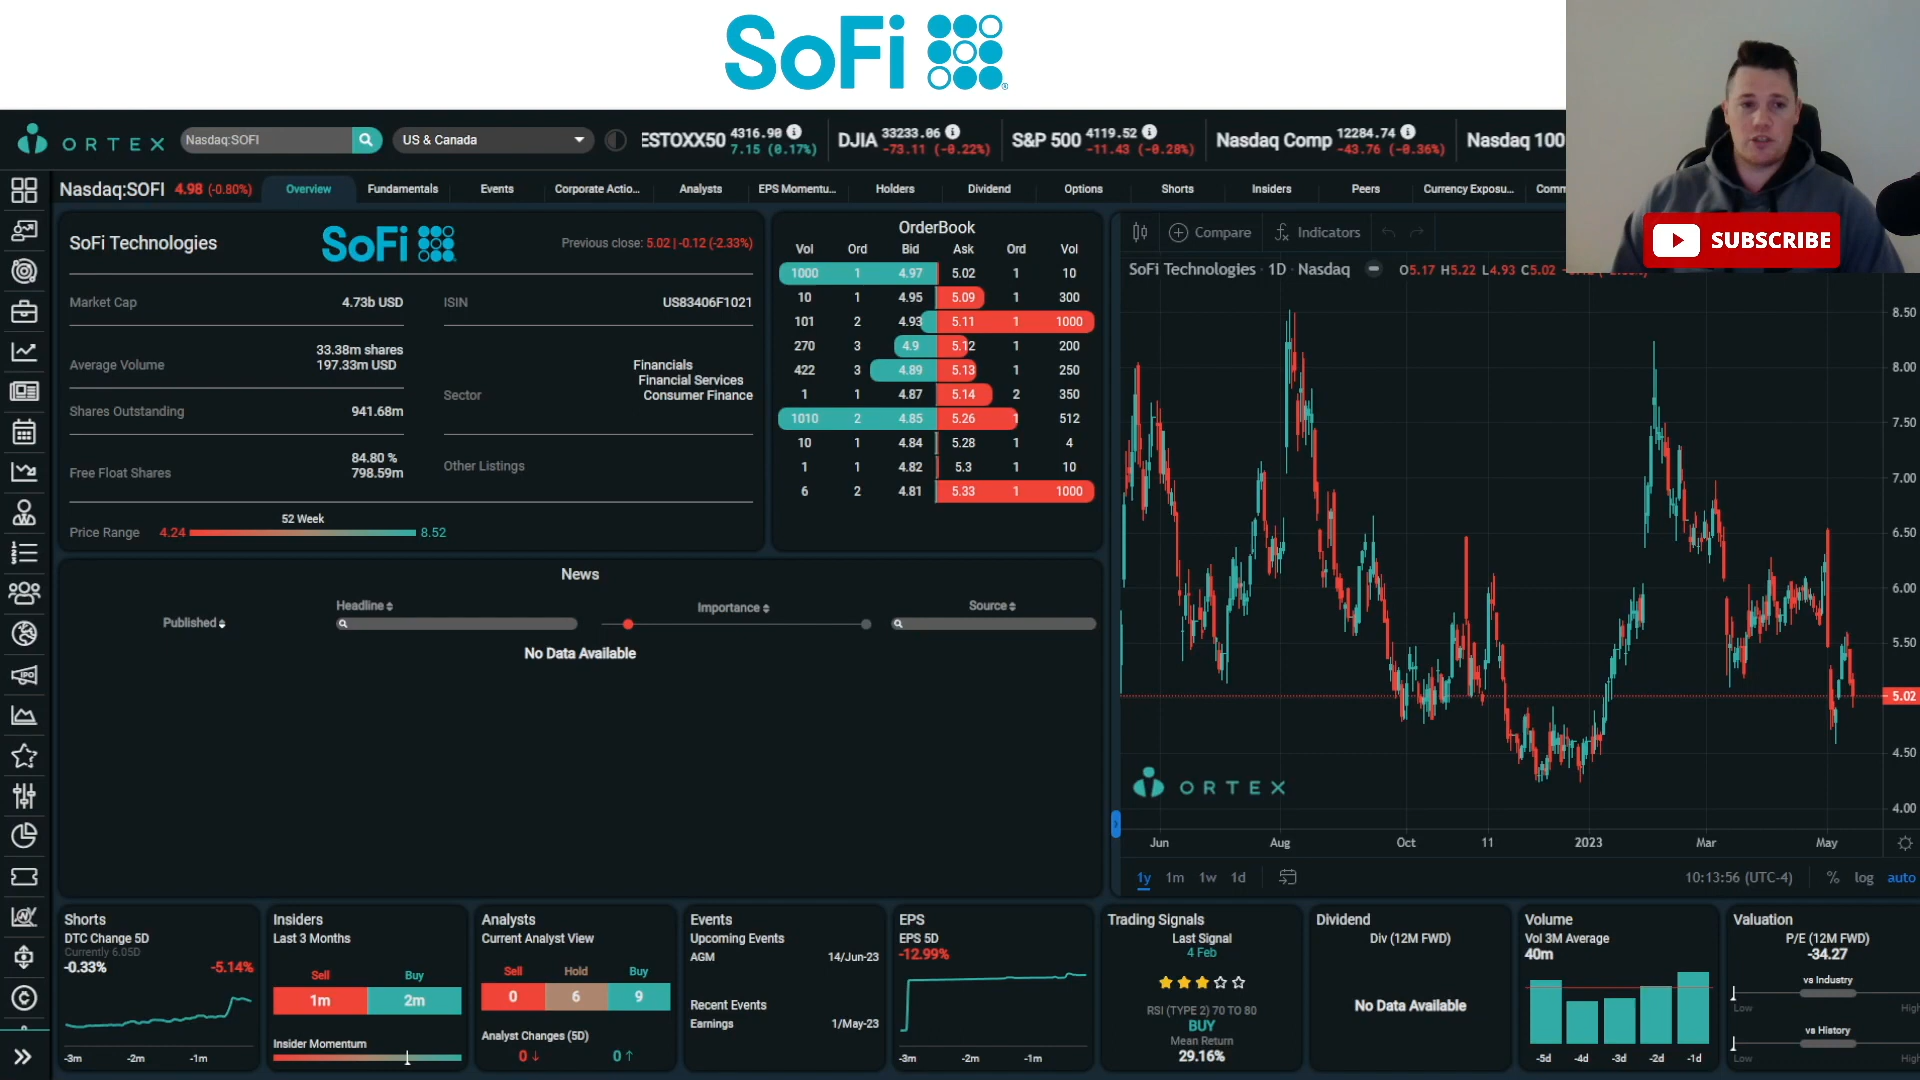 SoFi
ORTEX
Nasdaq:SOFI
US & Canada
ESTOXX50 4316.90 7.15 (0.17%)
DJIA 33233.06 -73.11 (-0.22%)
S&P 500 4119.52 -11.43 (-0.28%)
Nasdaq Comp 12284.74 -43.76 (-0.36%)
Nasdaq 100
SUBSCRIBE
Nasdaq:SOFI 4.98 (-0.80%)
Overview Fundamentals Events Corporate Actio... Analysts EPS Momentu... Holders Dividend Options Shorts Insiders Peers Currency Exposu... Comm
SoFi Technologies
SoFi
Previous close: 5.02 | -0.12 (-2.33%)
Market Cap 4.73b USD
ISIN US83406F1021
Average Volume 33.38m shares
197.33m USD
Sector Financials
Financial Services
Consumer Finance
Shares Outstanding 941.68m
Free Float Shares 84.80 %
798.59m
Other Listings
52 Week
Price Range 4.24 8.52
OrderBook
Vol Ord Bid Ask Ord Vol
1000 1 4.97 5.02 1 10
10 1 4.95 5.09 1 300
101 2 4.93 5.11 1 1000
270 3 4.9 5.12 1 200
422 3 4.89 5.13 1 250
1 1 4.87 5.14 2 350
1010 2 4.85 5.26 1 512
10 1 4.84 5.28 1 4
1 1 4.82 5.3 1 10
6 2 4.81 5.33 1 1000
News
Published Headline Importance Source
No Data Available
Compare Indicators
SoFi Technologies · 1D · Nasdaq O5.17 H5.22 L4.93 C5.02
8.50
8.00
7.50
7.00
6.50
6.00
5.50
5.02
4.50
4.00
ORTEX
Jun Aug Oct 11 2023 Mar May
1y 1m 1w 1d
10:13:56 (UTC-4) % log auto
Shorts
DTC Change 5D
Currently 6.05D
-0.33% -5.14%
-3m -2m -1m
Insiders
Last 3 Months
Sell Buy
1m 2m
Insider Momentum
Analysts
Current Analyst View
Sell Hold Buy
0 6 9
Analyst Changes (5D)
0↓ 0↑
Events
Upcoming Events
AGM 14/Jun-23
Recent Events
Earnings 1/May-23
EPS
EPS 5D
-12.99%
-3m -2m -1m
Trading Signals
Last Signal
4 Feb
RSI (TYPE 2) 70 TO 80
BUY
Mean Return
29.16%
Dividend
Div (12M FWD)
No Data Available
Volume
Vol 3M Average
40m
-5d -4d -3d -2d -1d
Valuation
P/E (12M FWD)
-34.27
vs Industry
Low High
vs History
Low High